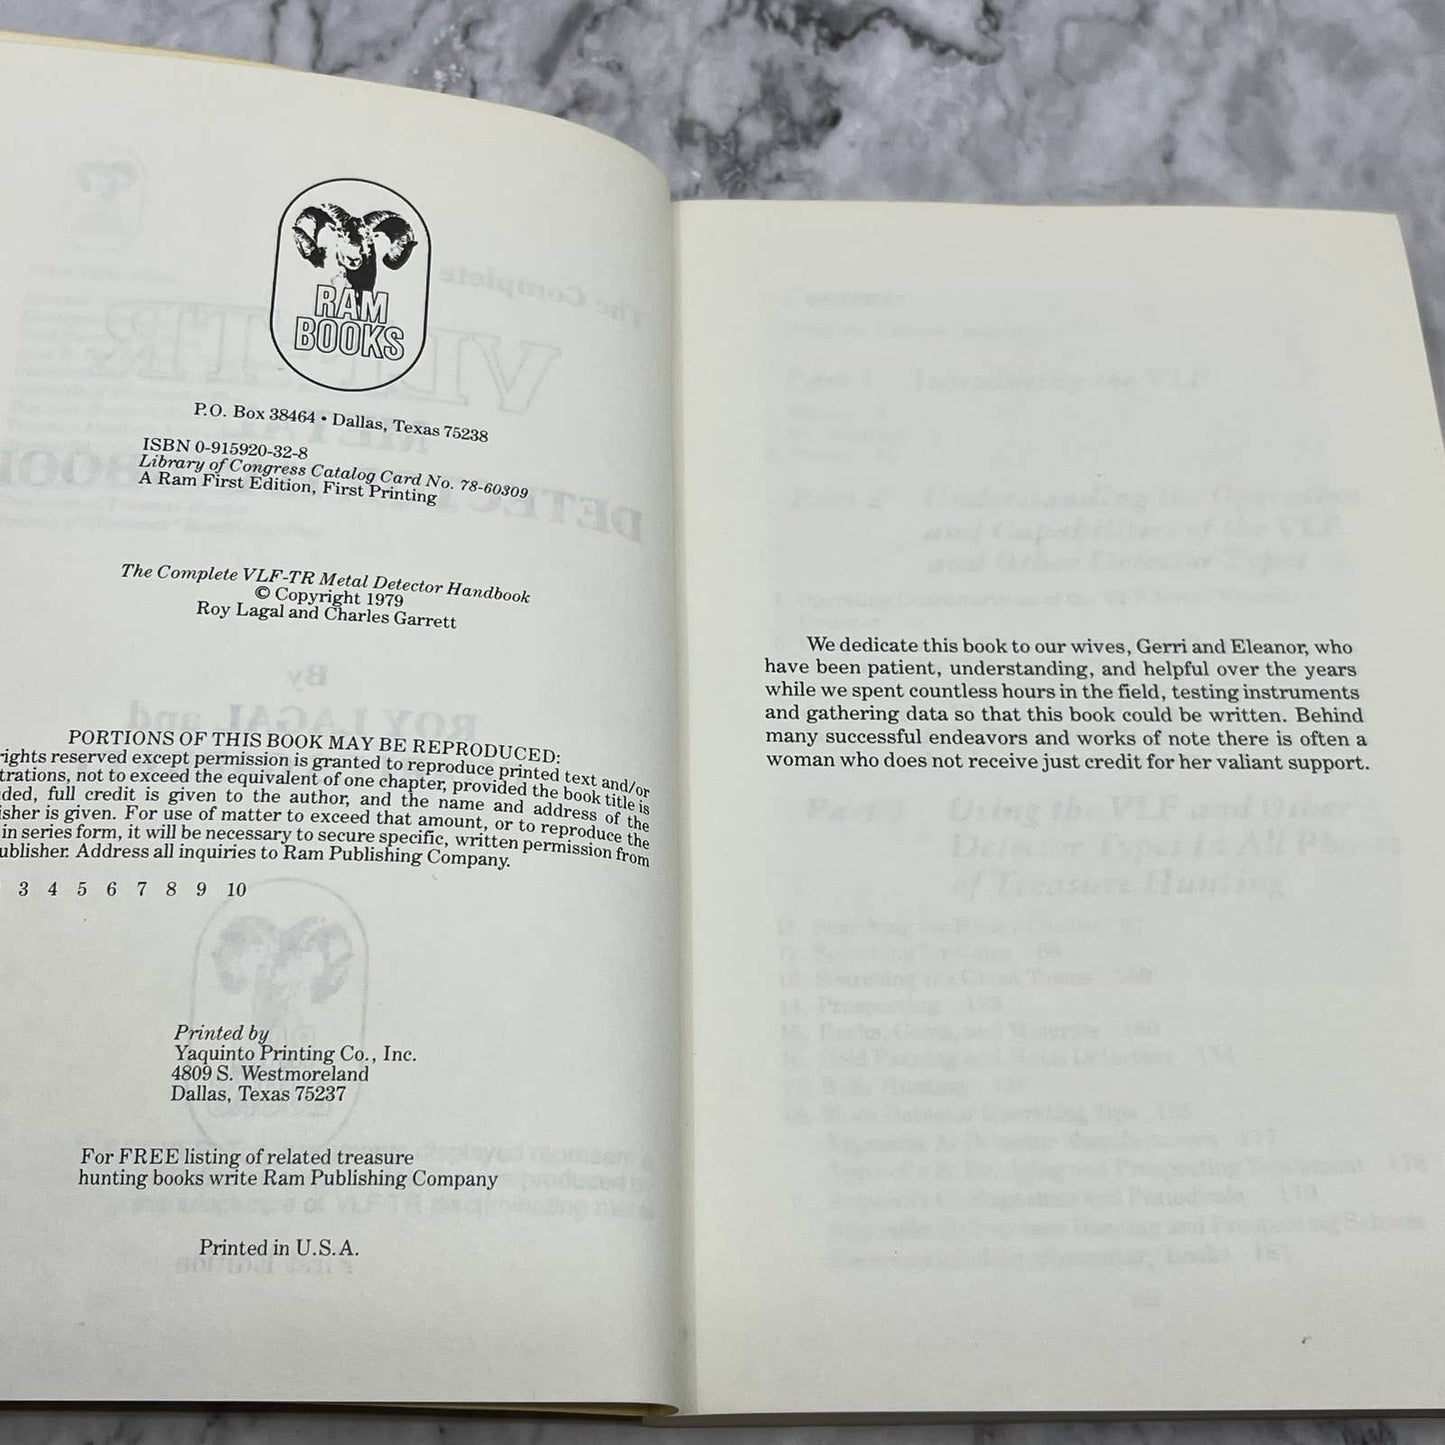 RAM
BOOKS
P.O. Box 38464 • Dallas, Texas 75238
ISBN 0-915920-32-8
Library of Congress Catalog Card No. 78-60309
A Ram First Edition, First Printing
The Complete VLF-TR Metal Detector Handbook
© Copyright 1979
Roy Lagal and Charles Garrett
PORTIONS OF THIS BOOK MAY BE REPRODUCED:
rights reserved except permission is granted to reproduce printed text and/or
trations, not to exceed the equivalent of one chapter, provided the book title is
ded, full credit is given to the author, and the name and address of the
isher is given. For use of matter to exceed that amount, or to reproduce the
in series form, it will be necessary to secure specific, written permission from
ublisher. Address all inquiries to Ram Publishing Company.
3 4 5 6 7 8 9 10
Printed by
Yaquinto Printing Co., Inc.
4809 S. Westmoreland
Dallas, Texas 75237
For FREE listing of related treasure
hunting books write Ram Publishing Company
Printed in U.S.A.
We dedicate this book to our wives, Gerri and Eleanor, who
have been patient, understanding, and helpful over the years
while we spent countless hours in the field, testing instruments
and gathering data so that this book could be written. Behind
many successful endeavors and works of note there is often a
woman who does not receive just credit for her valiant support.